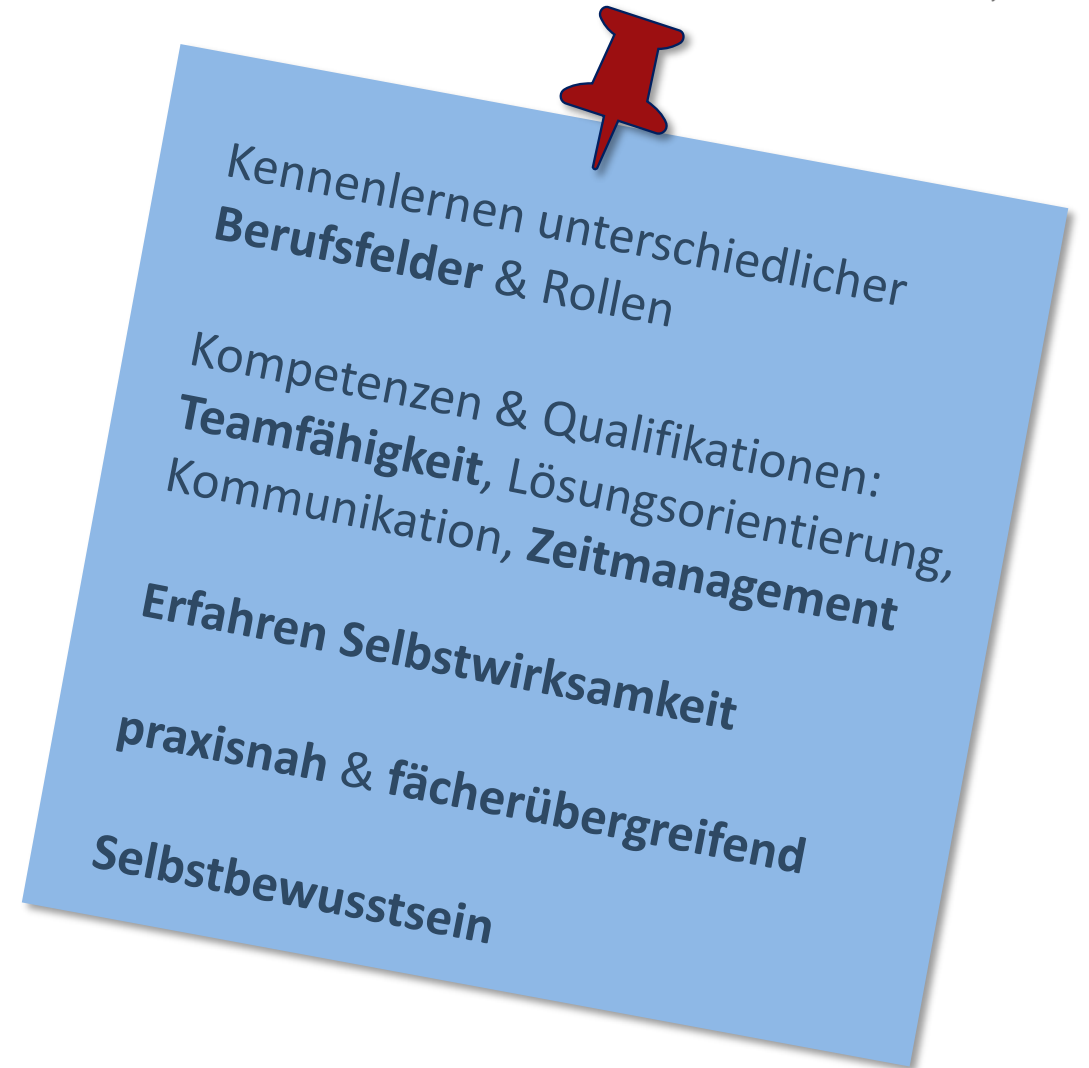 Kennenlernen unterschiedlicher
Berufsfelder & Rollen
Kompetenzen & Qualifikationen:
Teamfähigkeit, Lösungsorientierung,
Kommunikation, Zeitmanagement
Erfahren Selbstwirksamkeit
praxisnah & fächerübergreifend
Selbstbewusstsein